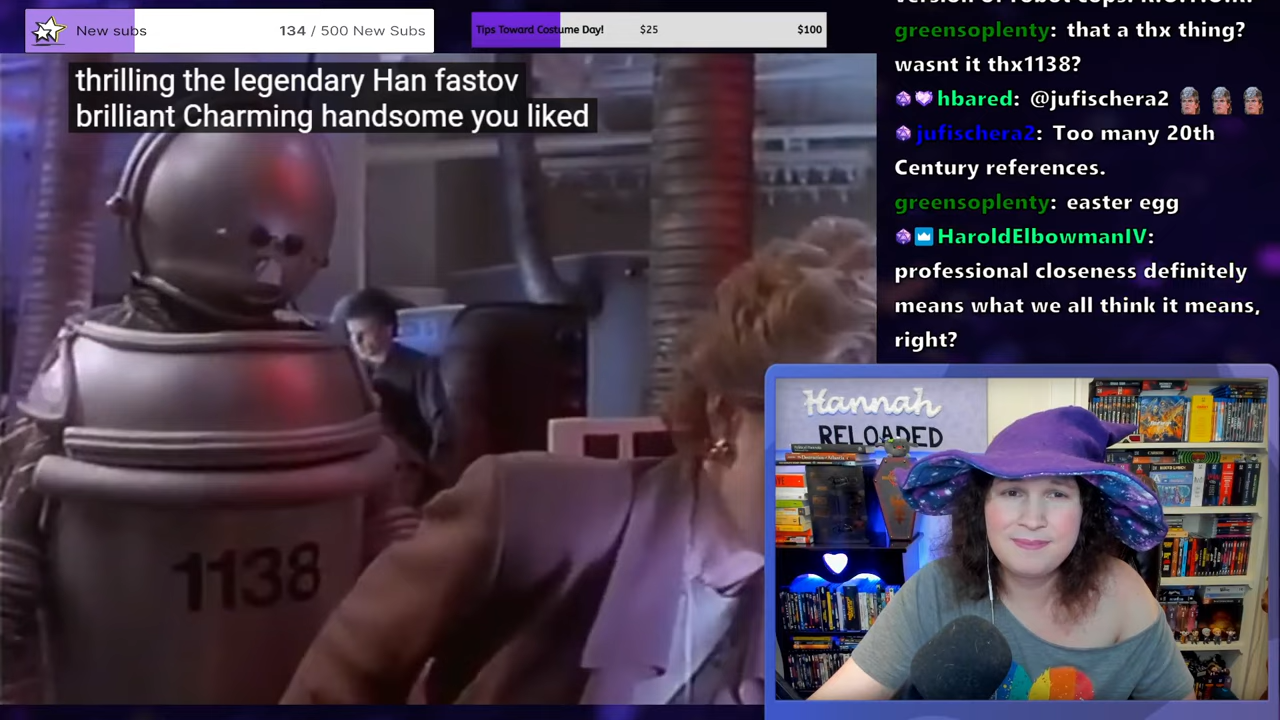 New subs
134 / 500 New Subs
Tips Toward Costume Day!
$25
$100
thrilling the legendary Han fastov
brilliant Charming handsome you liked
1138
greensoplenty: that a thx thing?
wasnt it thx1138?
hbared: @jufischera2
jufischera2: Too many 20th
Century references.
greensoplenty: easter egg
HaroldElbowmanIV:
professional closeness definitely
means what we all think it means,
right?
Hannah
RELOADED